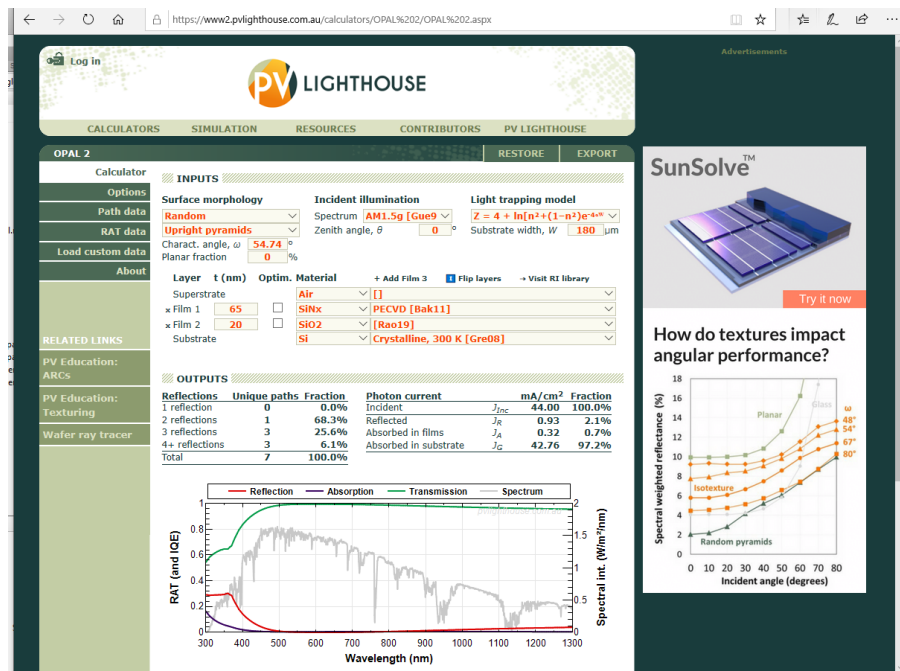 https://www2.pvlighthouse.com.au/calculators/OPAL%202/OPAL%202.aspx
Log in
PV LIGHTHOUSE
Advertisements
CALCULATORS SIMULATION RESOURCES CONTRIBUTORS PV LIGHTHOUSE
OPAL 2 RESTORE EXPORT
Calculator
Options
Path data
RAT data
Load custom data
About
RELATED LINKS
PV Education:
ARCs
PV Education:
Texturing
Wafer ray tracer
INPUTS
Surface morphology Incident illumination Light trapping model
Random Spectrum AM1.5g [Gue9 Z = 4 + ln[n²+(1−n²)e-4αW
Upright pyramids Zenith angle, θ 0 ° Substrate width, W 180 µm
Charact. angle, ω 54.74 °
Planar fraction 0 %
Layer t (nm) Optim. Material + Add Film 3 Flip layers → Visit RI library
Superstrate Air []
x Film 1 65 SiNx PECVD [Bak11]
x Film 2 20 SiO2 [Rao19]
Substrate Si Crystalline, 300 K [Gre08]
OUTPUTS
Reflections Unique paths Fraction Photon current mA/cm2 Fraction
1 reflection 0 0.0% Incident JInc 44.00 100.0%
2 reflections 1 68.3% Reflected JR 0.93 2.1%
3 reflections 3 25.6% Absorbed in films JA 0.32 0.7%
4+ reflections 3 6.1% Absorbed in substrate JG 42.76 97.2%
Total 7 100.0%
Reflection Absorption Transmission Spectrum
RAT (and IQE)
1
0.8
0.6
0.4
0.2
0
2
1.5
1
0.5
0
Spectral int. (W/m²/nm)
300 400 500 600 700 800 900 1000 1100 1200 1300
Wavelength (nm)
SunSolve™
Try it now
How do textures impact
angular performance?
Spectral weighted reflectance (%)
18
16
14
12
10
8
6
4
2
0
Planar
Glass
ω
48°
54°
67°
80°
Isotexture
Random pyramids
0 10 20 30 40 50 60 70 80
Incident angle (degrees)